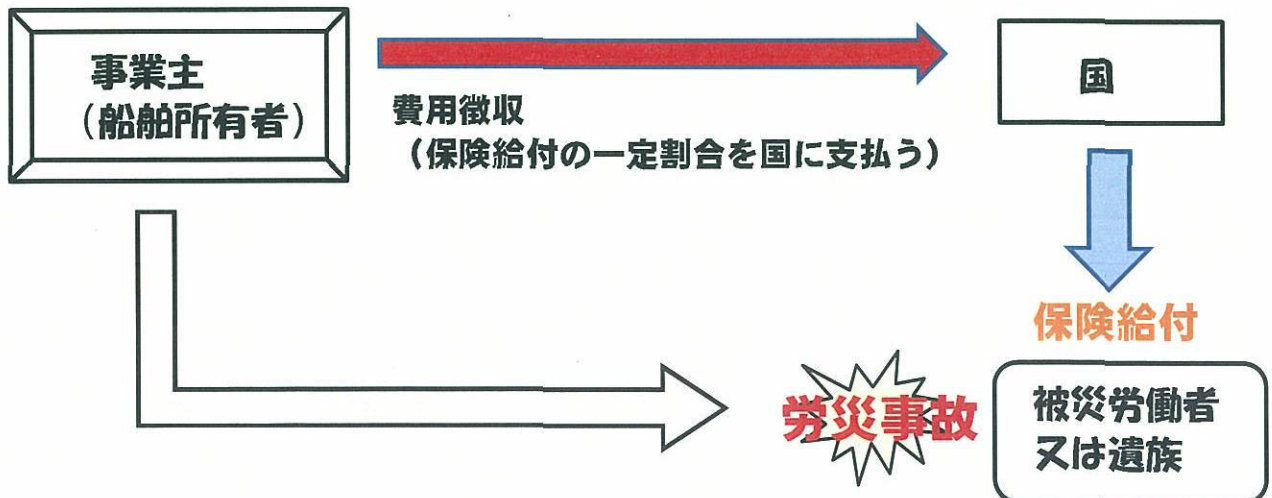 事業主
（船舶所有者）
費用徴収
（保険給付の一定割合を国に支払う）
国
保険給付
労災事故
被災労働者
又は遺族